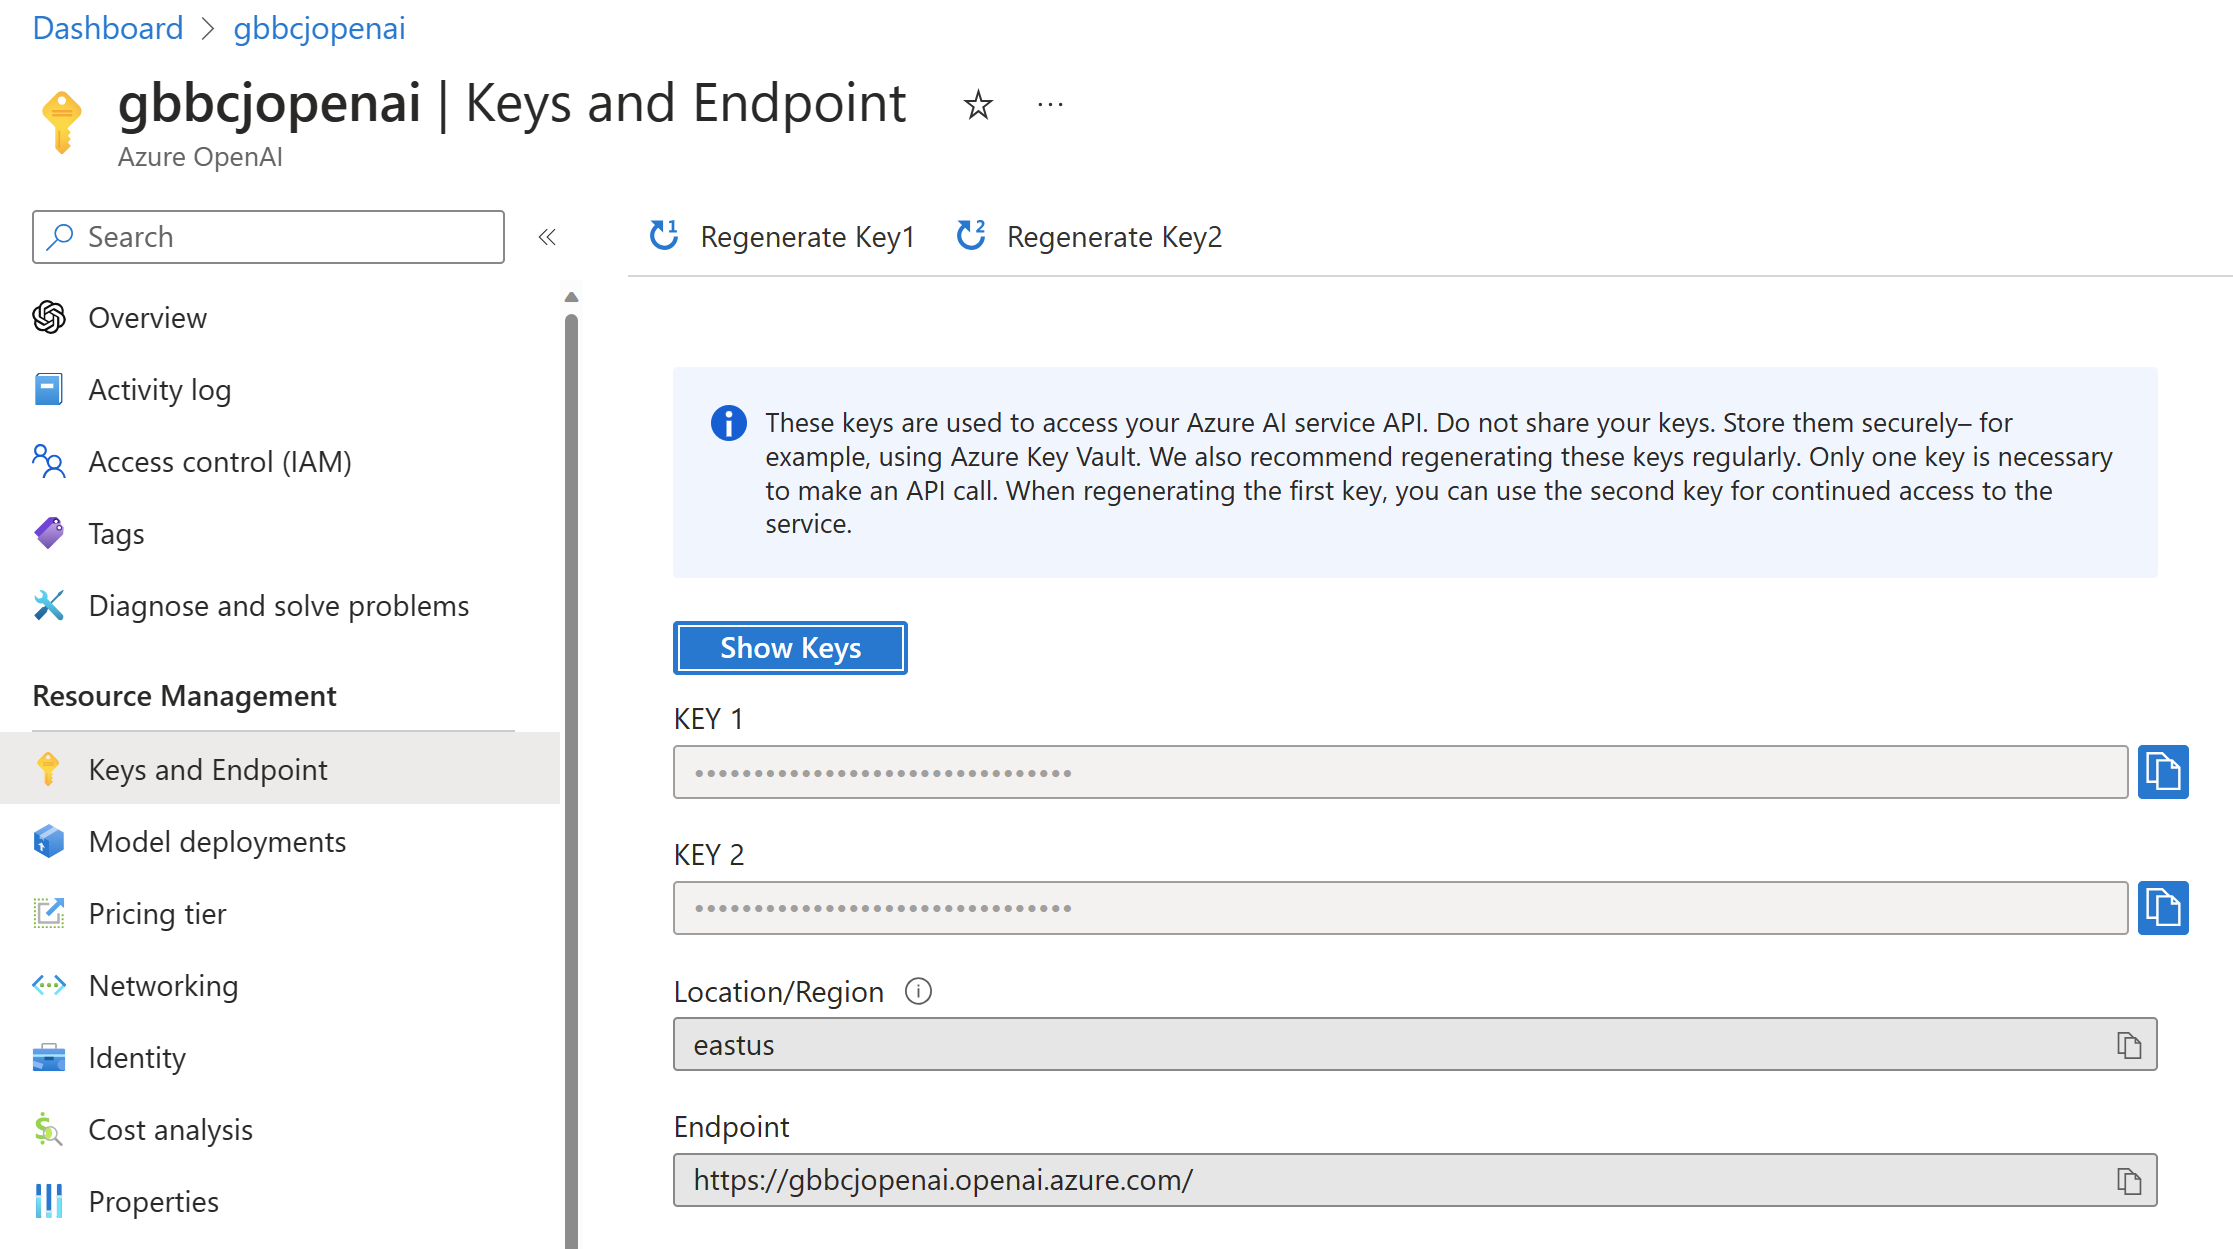 Dashboard > gbbcjopenai
gbbcjopenai | Keys and Endpoint ☆ ...
Azure OpenAI
Search «
Overview
Activity log
Access control (IAM)
Tags
Diagnose and solve problems
Resource Management
Keys and Endpoint
Model deployments
Pricing tier
Networking
Identity
Cost analysis
Properties
1 Regenerate Key1 2 Regenerate Key2
These keys are used to access your Azure AI service API. Do not share your keys. Store them securely– for
example, using Azure Key Vault. We also recommend regenerating these keys regularly. Only one key is necessary
to make an API call. When regenerating the first key, you can use the second key for continued access to the
service.
Show Keys
KEY 1
••••••••••••••••••••••••••••••••
KEY 2
••••••••••••••••••••••••••••••••
Location/Region
eastus
Endpoint
https://gbbcjopenai.openai.azure.com/